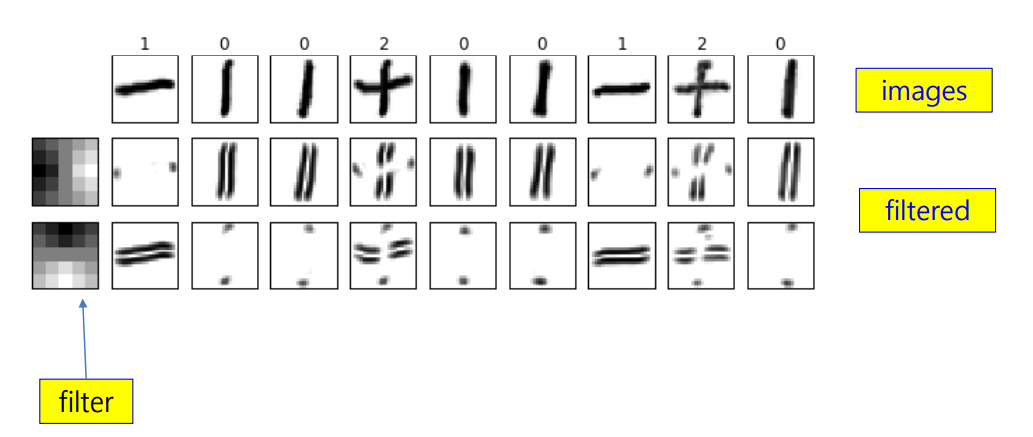 1 0 0 2 0 0 1 2 0
images
filtered
filter